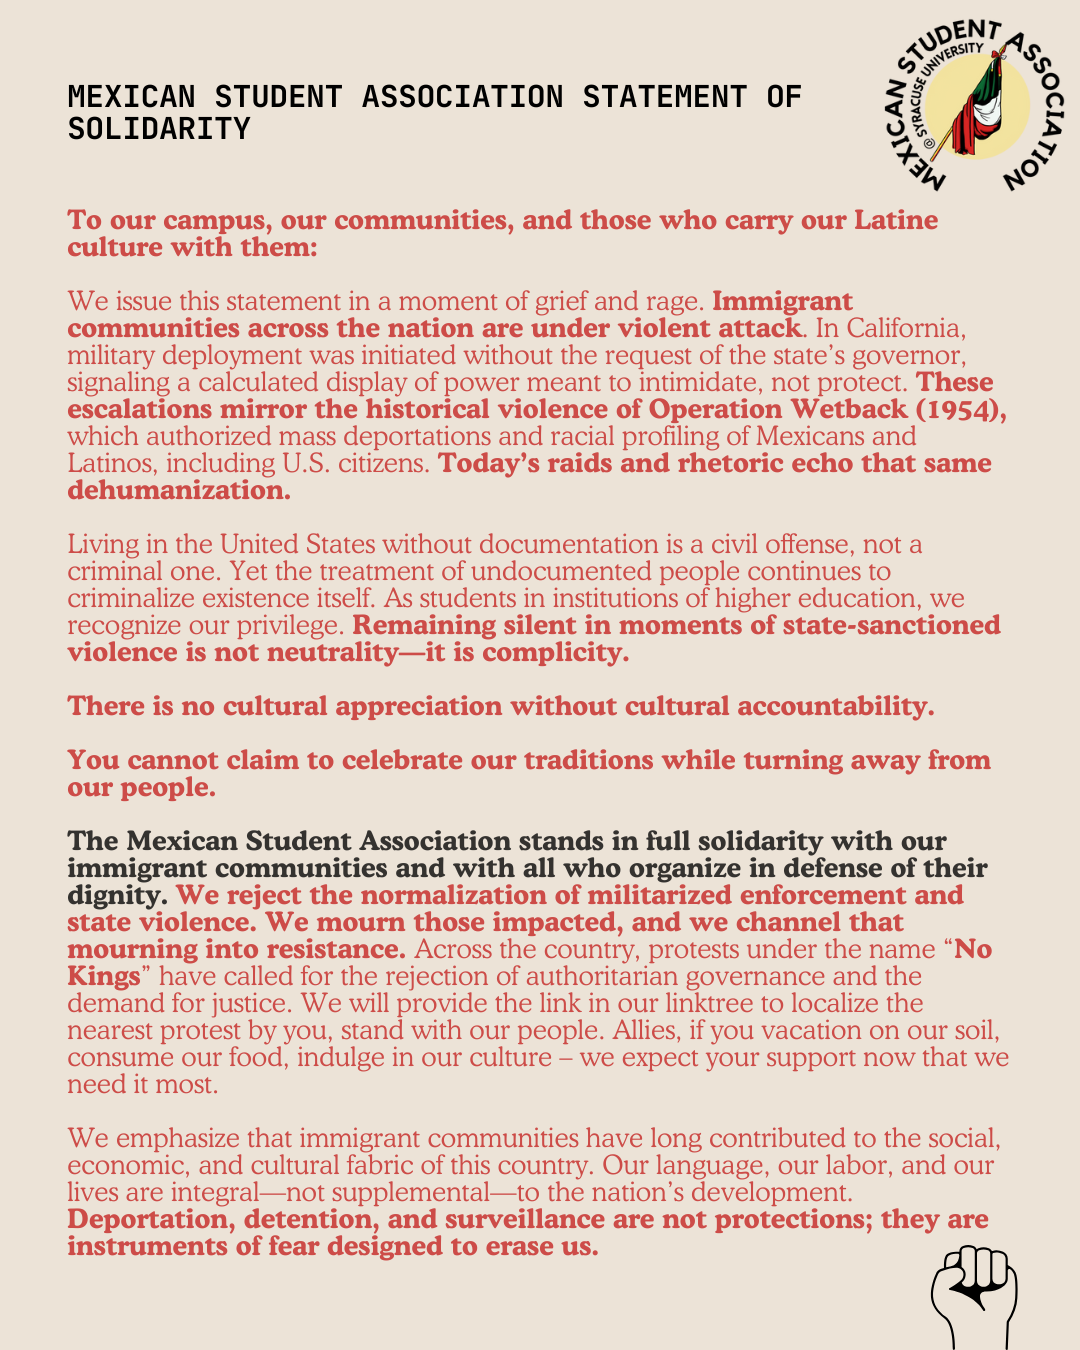 MEXICAN STUDENT ASSOCIATION STATEMENT OF
SOLIDARITY
MEXICAN STUDENT ASSOCIATION
@ SYRACUSE UNIVERSITY
To our campus, our communities, and those who carry our Latine
culture with them:
We issue this statement in a moment of grief and rage. Immigrant
communities across the nation are under violent attack. In California,
military deployment was initiated without the request of the state’s governor,
signaling a calculated display of power meant to intimidate, not protect. These
escalations mirror the historical violence of Operation Wetback (1954),
which authorized mass deportations and racial profiling of Mexicans and
Latinos, including U.S. citizens. Today’s raids and rhetoric echo that same
dehumanization.
Living in the United States without documentation is a civil offense, not a
criminal one. Yet the treatment of undocumented people continues to
criminalize existence itself. As students in institutions of higher education, we
recognize our privilege. Remaining silent in moments of state-sanctioned
violence is not neutrality—it is complicity.
There is no cultural appreciation without cultural accountability.
You cannot claim to celebrate our traditions while turning away from
our people.
The Mexican Student Association stands in full solidarity with our
immigrant communities and with all who organize in defense of their
dignity. We reject the normalization of militarized enforcement and
state violence. We mourn those impacted, and we channel that
mourning into resistance. Across the country, protests under the name “No
Kings” have called for the rejection of authoritarian governance and the
demand for justice. We will provide the link in our linktree to localize the
nearest protest by you, stand with our people. Allies, if you vacation on our soil,
consume our food, indulge in our culture – we expect your support now that we
need it most.
We emphasize that immigrant communities have long contributed to the social,
economic, and cultural fabric of this country. Our language, our labor, and our
lives are integral—not supplemental—to the nation’s development.
Deportation, detention, and surveillance are not protections; they are
instruments of fear designed to erase us.